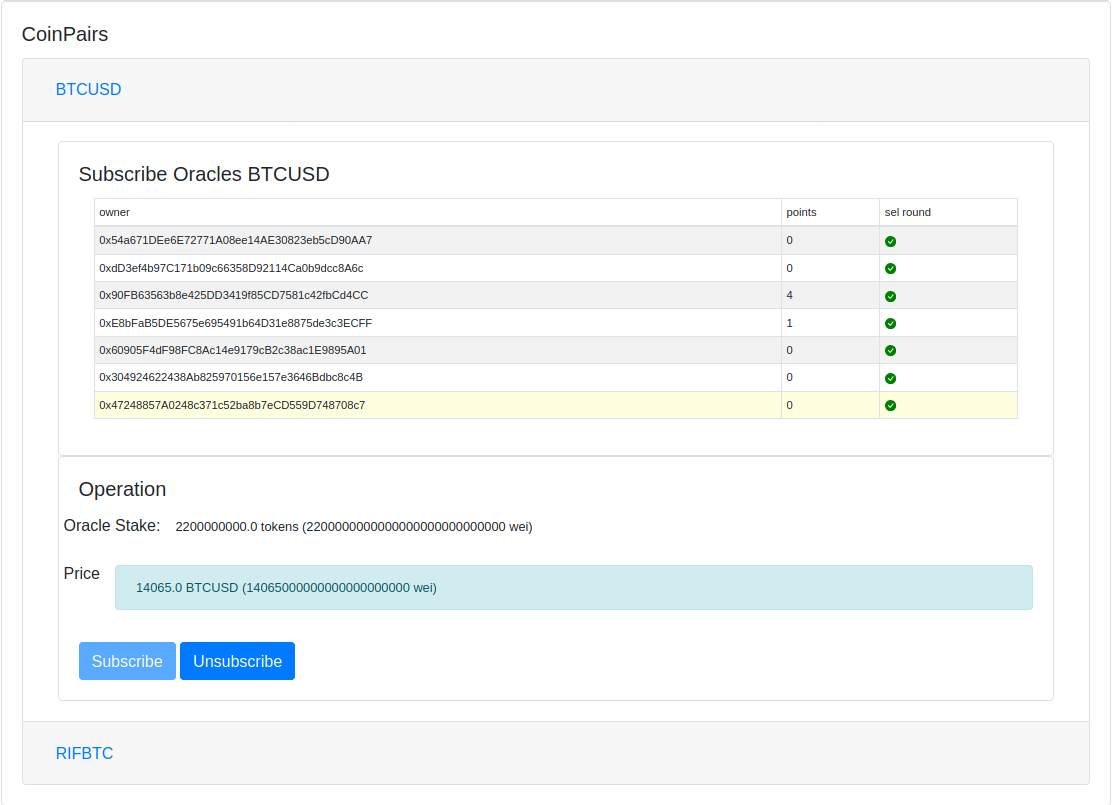 CoinPairs
BTCUSD
Subscribe Oracles BTCUSD
owner points sel round
0x54a671DEe6E72771A08ee14AE30823eb5cD90AA7 0
0xdD3ef4b97C171b09c66358D92114Ca0b9dcc8A6c 0
0x90FB63563b8e425DD3419f85CD7581c42fbCd4CC 4
0xE8bFaB5DE5675e695491b64D31e8875de3c3ECFF 1
0x60905F4dF98FC8Ac14e9179cB2c38ac1E9895A01 0
0x304924622438Ab825970156e157e3646Bdbc8c4B 0
0x47248857A0248c371c52ba8b7eCD559D748708c7 0
Operation
Oracle Stake: 2200000000.0 tokens (2200000000000000000000000000 wei)
Price 14065.0 BTCUSD (14065000000000000000000 wei)
Subscribe Unsubscribe
RIFBTC